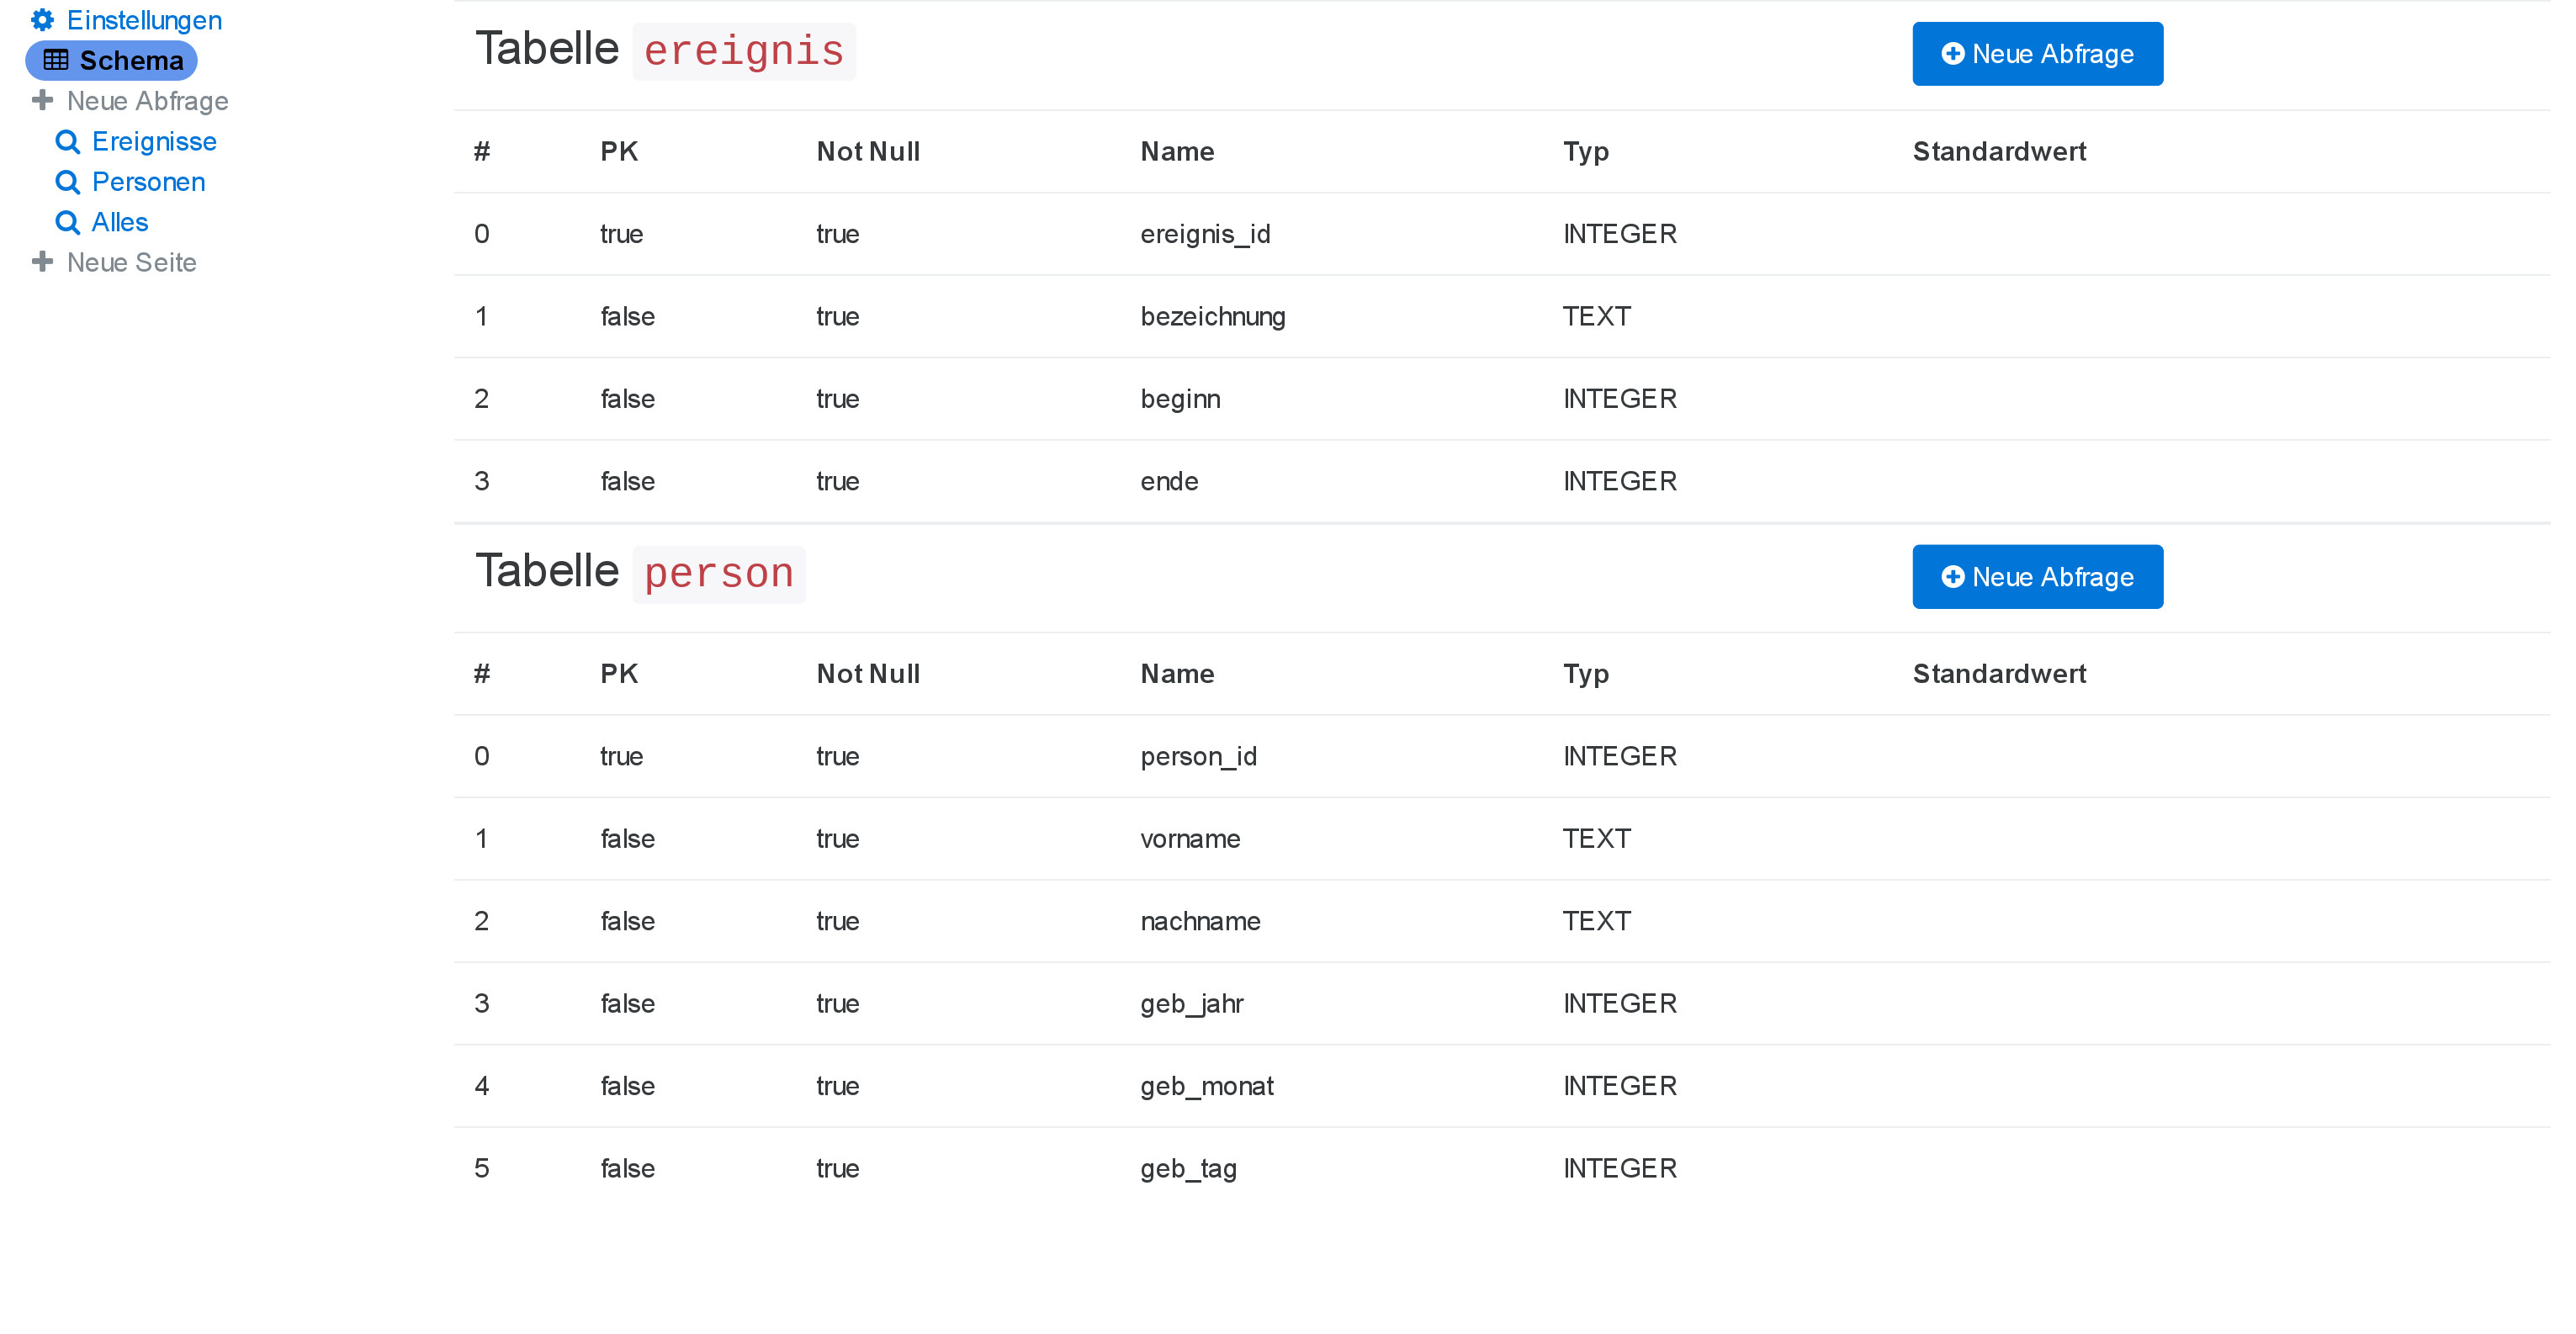 Einstellungen
Schema
Neue Abfrage
Ereignisse
Personen
Alles
Neue Seite
Tabelle ereignis Neue Abfrage
# PK Not Null Name Typ Standardwert
0 true true ereignis_id INTEGER
1 false true bezeichnung TEXT
2 false true beginn INTEGER
3 false true ende INTEGER
Tabelle person Neue Abfrage
# PK Not Null Name Typ Standardwert
0 true true person_id INTEGER
1 false true vorname TEXT
2 false true nachname TEXT
3 false true geb_jahr INTEGER
4 false true geb_monat INTEGER
5 false true geb_tag INTEGER